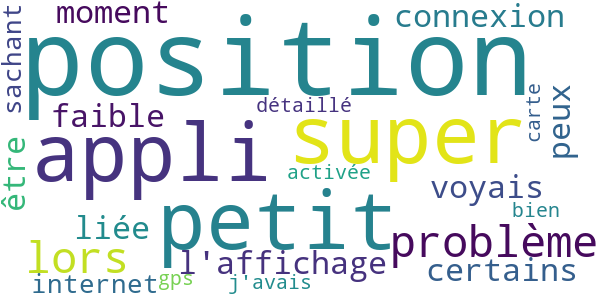 moment
connexion
sachant
position
détaillé
carte
peux
faible
super
appli
être
activée
voyais
petit
bien
liée
problème
lors
l'affichage
certains
internet
gps
j'avais